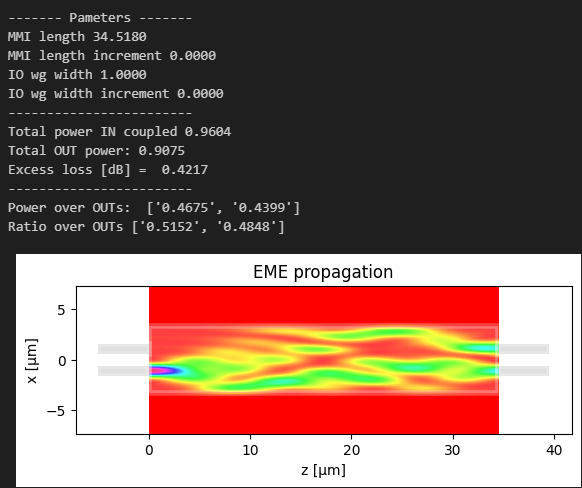 ------- Pameters -------
MMI length 34.5180
MMI length increment 0.0000
IO wg width 1.0000
IO wg width increment 0.0000
------------------------
Total power IN coupled 0.9604
Total OUT power: 0.9075
Excess loss [dB] =  0.4217
------------------------
Power over OUTs:  ['0.4675', '0.4399']
Ratio over OUTs ['0.5152', '0.4848']
EME propagation
5
0
−5
x [μm]
0 10 20 30 40
z [μm]